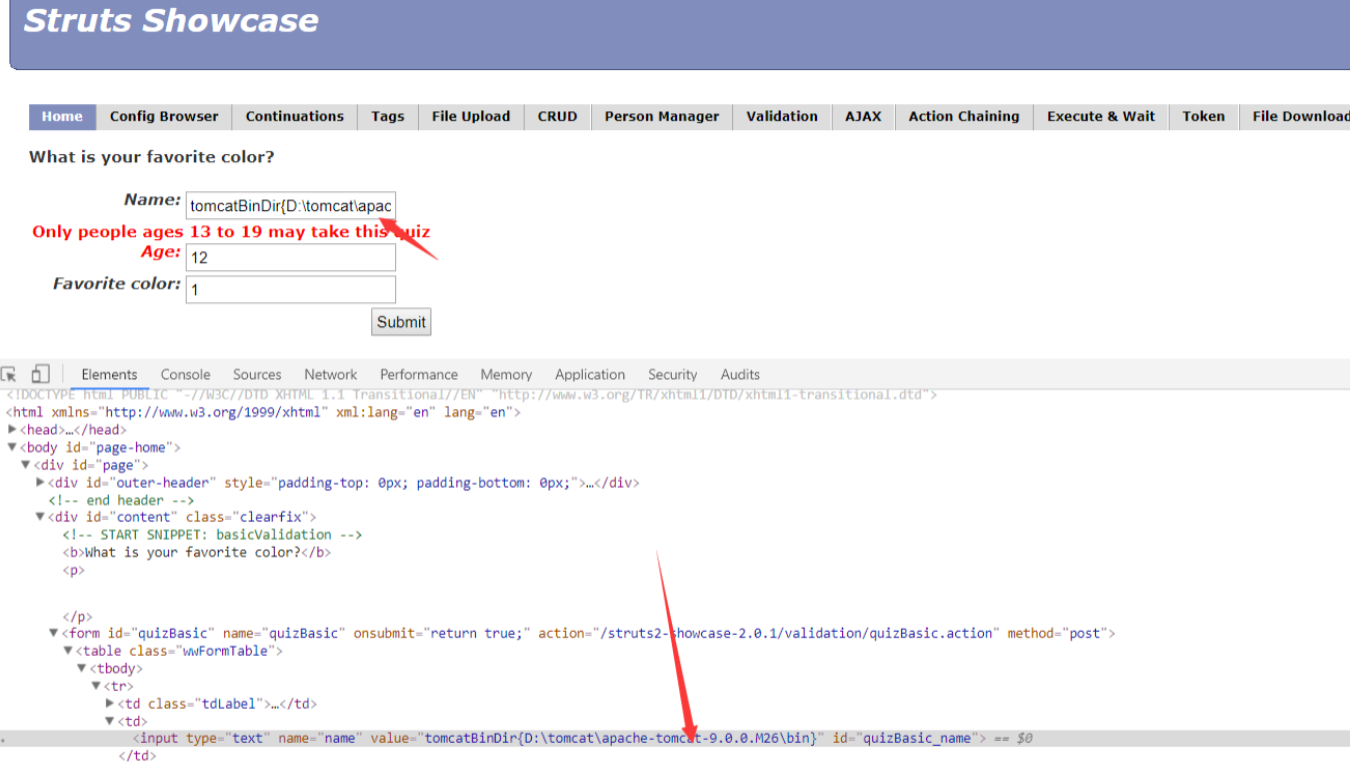 Struts Showcase
Home Config Browser Continuations Tags File Upload CRUD Person Manager Validation AJAX Action Chaining Execute & Wait Token File Download
What is your favorite color?
Name: tomcatBinDir{D:\tomcat\apac
Only people ages 13 to 19 may take this quiz
Age: 12
Favorite color: 1
Submit
Elements Console Sources Network Performance Memory Application Security Audits
<!DOCTYPE html PUBLIC "-//W3C//DTD XHTML 1.1 Transitional//EN" "http://www.w3.org/TR/xhtml1/DTD/xhtml1-transitional.dtd">
<html xmlns="http://www.w3.org/1999/xhtml" xml:lang="en" lang="en">
<head>…</head>
<body id="page-home">
<div id="page">
<div id="outer-header" style="padding-top: 0px; padding-bottom: 0px;">…</div>
<!-- end header -->
<div id="content" class="clearfix">
<!-- START SNIPPET: basicValidation -->
<b>What is your favorite color?</b>
<p>
</p>
<form id="quizBasic" name="quizBasic" onsubmit="return true;" action="/struts2-showcase-2.0.1/validation/quizBasic.action" method="post">
<table class="wwFormTable">
<tbody>
<tr>
<td class="tdLabel">…</td>
<td>
<input type="text" name="name" value="tomcatBinDir{D:\tomcat\apache-tomcat-9.0.0.M26\bin}" id="quizBasic_name"> == $0
</td>